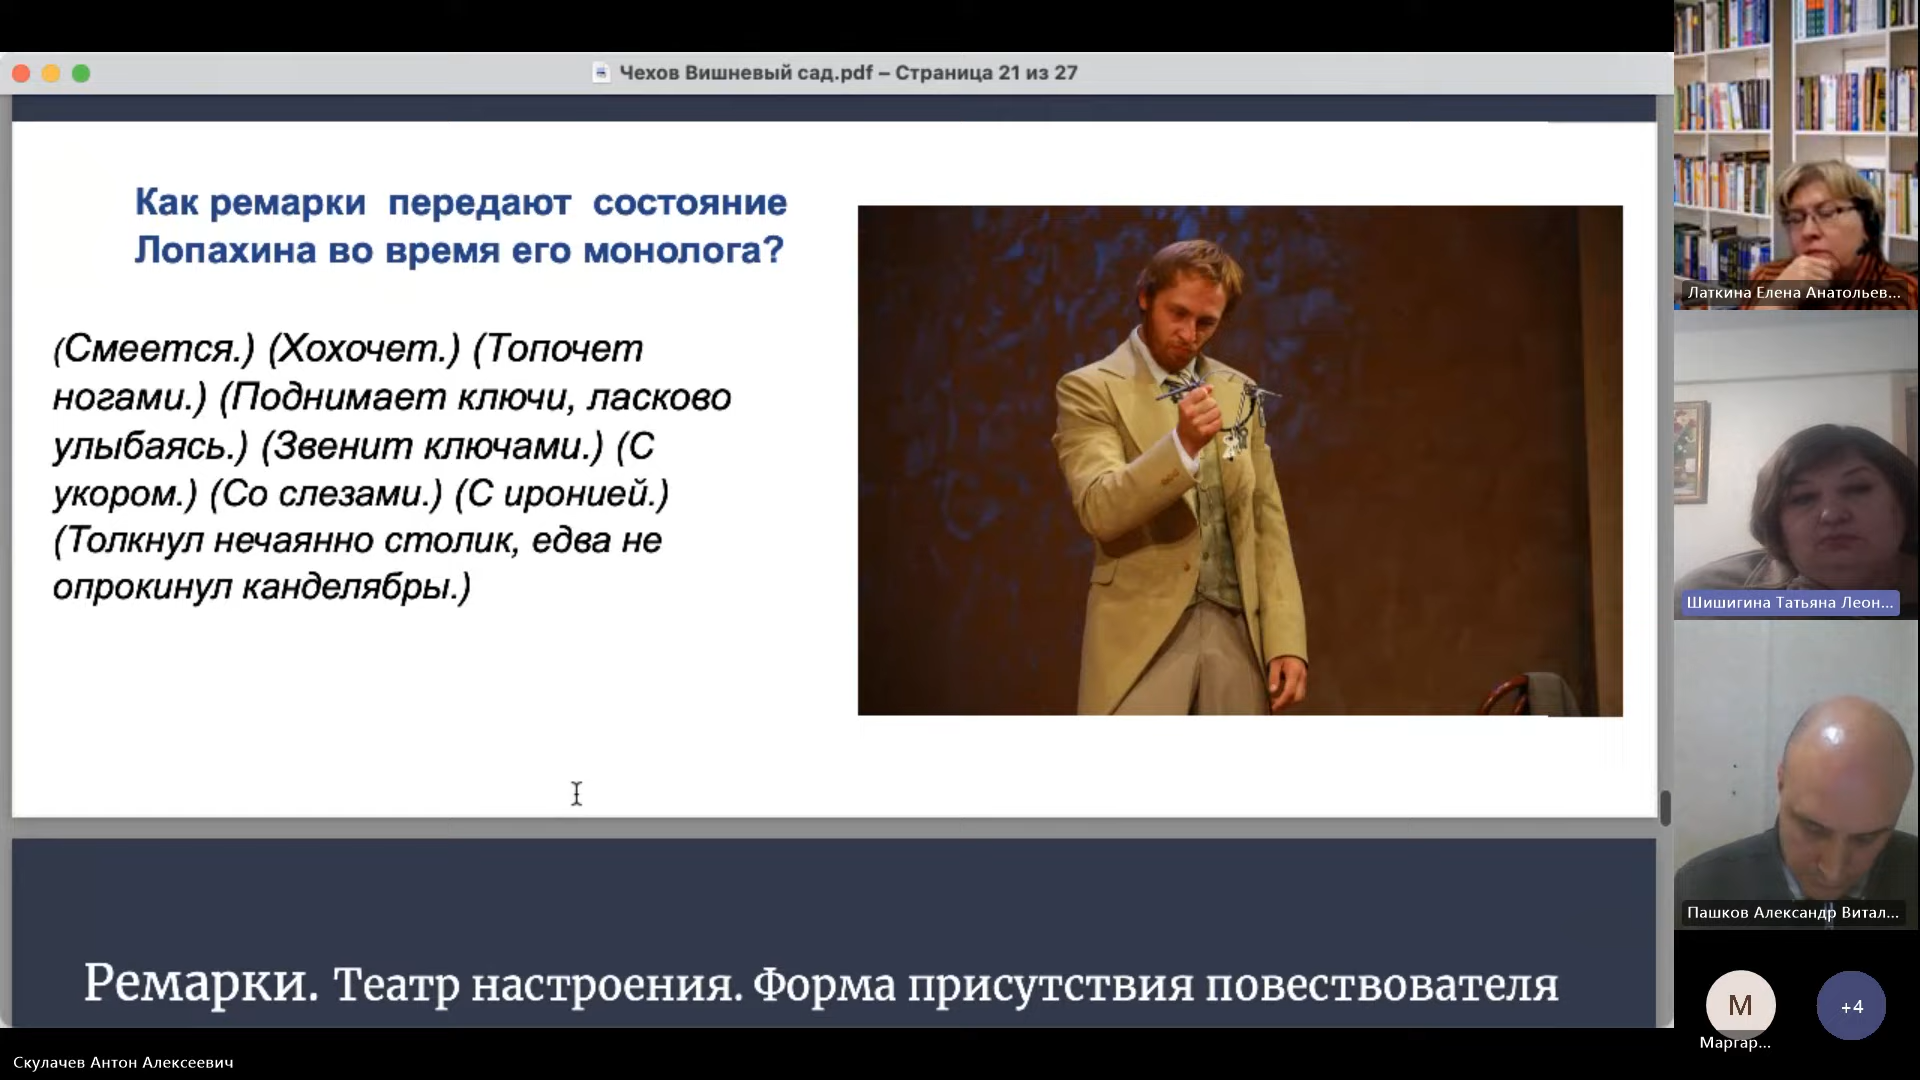 Чехов Вишневый сад.pdf – Страница 21 из 27
Как ремарки передают состояние
Лопахина во время его монолога?
(Смеется.) (Хохочет.) (Топочет
ногами.) (Поднимает ключи, ласково
улыбаясь.) (Звенит ключами.) (С
укором.) (Со слезами.) (С иронией.)
(Толкнул нечаянно столик, едва не
опрокинул канделябры.)
Ремарки. Театр настроения. Форма присутствия повествователя
Скулачев Антон Алексеевич
Латкина Елена Анатольев...
Шишигина Татьяна Леон...
Пашков Александр Витал...
М
+4
Маргар...